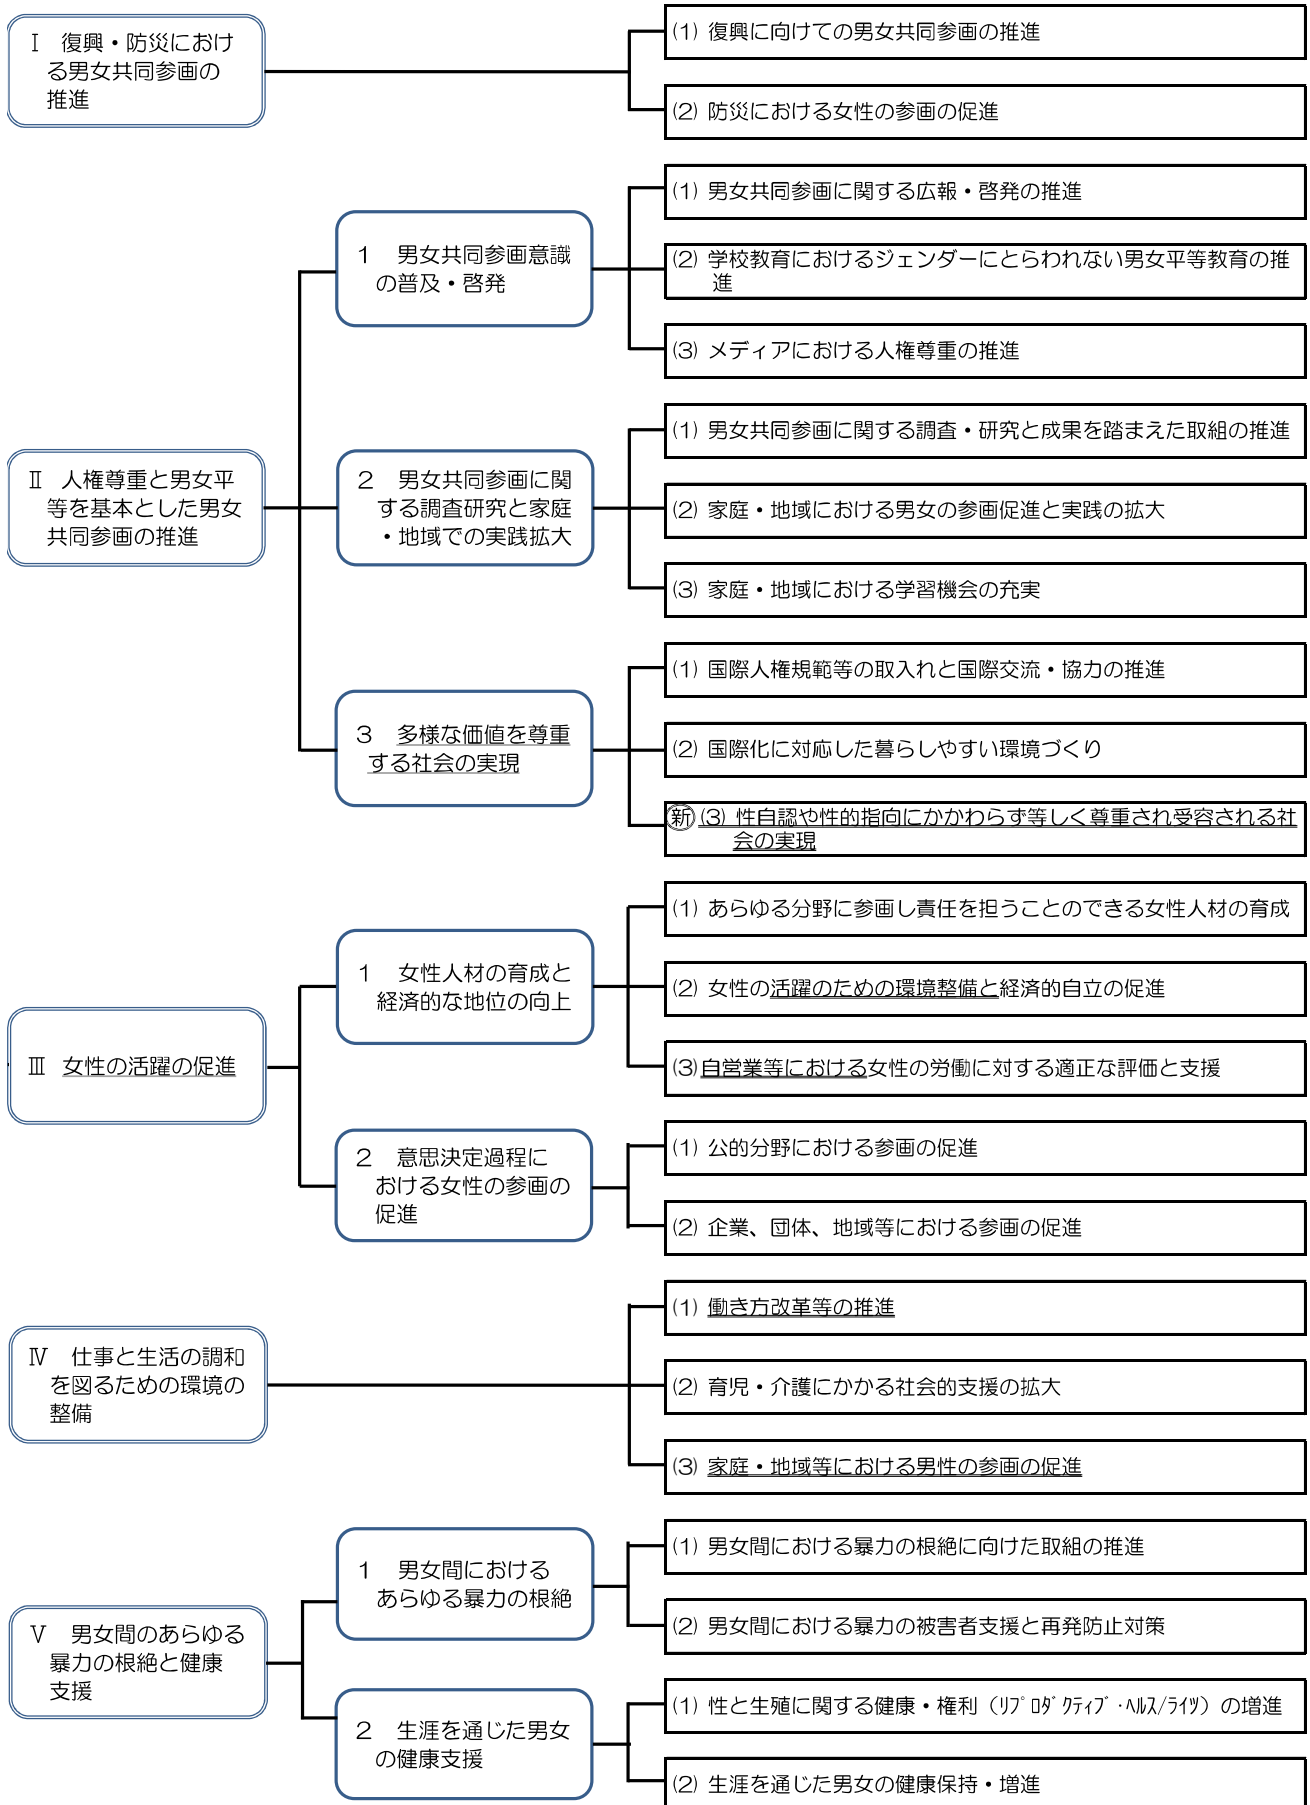 Ⅰ 復興・防災におけ
る男女共同参画の
推進
(1) 復興に向けての男女共同参画の推進
(2) 防災における女性の参画の促進
Ⅱ 人権尊重と男女平
等を基本とした男女
共同参画の推進
1 男女共同参画意識
の普及・啓発
(1) 男女共同参画に関する広報・啓発の推進
(2) 学校教育におけるジェンダーにとらわれない男女平等教育の推
進
(3) メディアにおける人権尊重の推進
2 男女共同参画に関
する調査研究と家庭
・地域での実践拡大
(1) 男女共同参画に関する調査・研究と成果を踏まえた取組の推進
(2) 家庭・地域における男女の参画促進と実践の拡大
(3) 家庭・地域における学習機会の充実
3 多様な価値を尊重
する社会の実現
(1) 国際人権規範等の取入れと国際交流・協力の推進
(2) 国際化に対応した暮らしやすい環境づくり
新 (3) 性自認や性的指向にかかわらず等しく尊重され受容される社
会の実現
Ⅲ 女性の活躍の促進
1 女性人材の育成と
経済的な地位の向上
(1) あらゆる分野に参画し責任を担うことのできる女性人材の育成
(2) 女性の活躍のための環境整備と経済的自立の促進
(3) 自営業等における女性の労働に対する適正な評価と支援
2 意思決定過程に
おける女性の参画の
促進
(1) 公的分野における参画の促進
(2) 企業、団体、地域等における参画の促進
Ⅳ 仕事と生活の調和
を図るための環境の
整備
(1) 働き方改革等の推進
(2) 育児・介護にかかる社会的支援の拡大
(3) 家庭・地域等における男性の参画の促進
Ⅴ 男女間のあらゆる
暴力の根絶と健康
支援
1 男女間における
あらゆる暴力の根絶
(1) 男女間における暴力の根絶に向けた取組の推進
(2) 男女間における暴力の被害者支援と再発防止対策
2 生涯を通じた男女
の健康支援
(1) 性と生殖に関する健康・権利（ﾘﾌﾟﾛﾀﾞｸﾃｨﾌﾞ･ﾍﾙｽ/ﾗｲﾂ）の増進
(2) 生涯を通じた男女の健康保持・増進